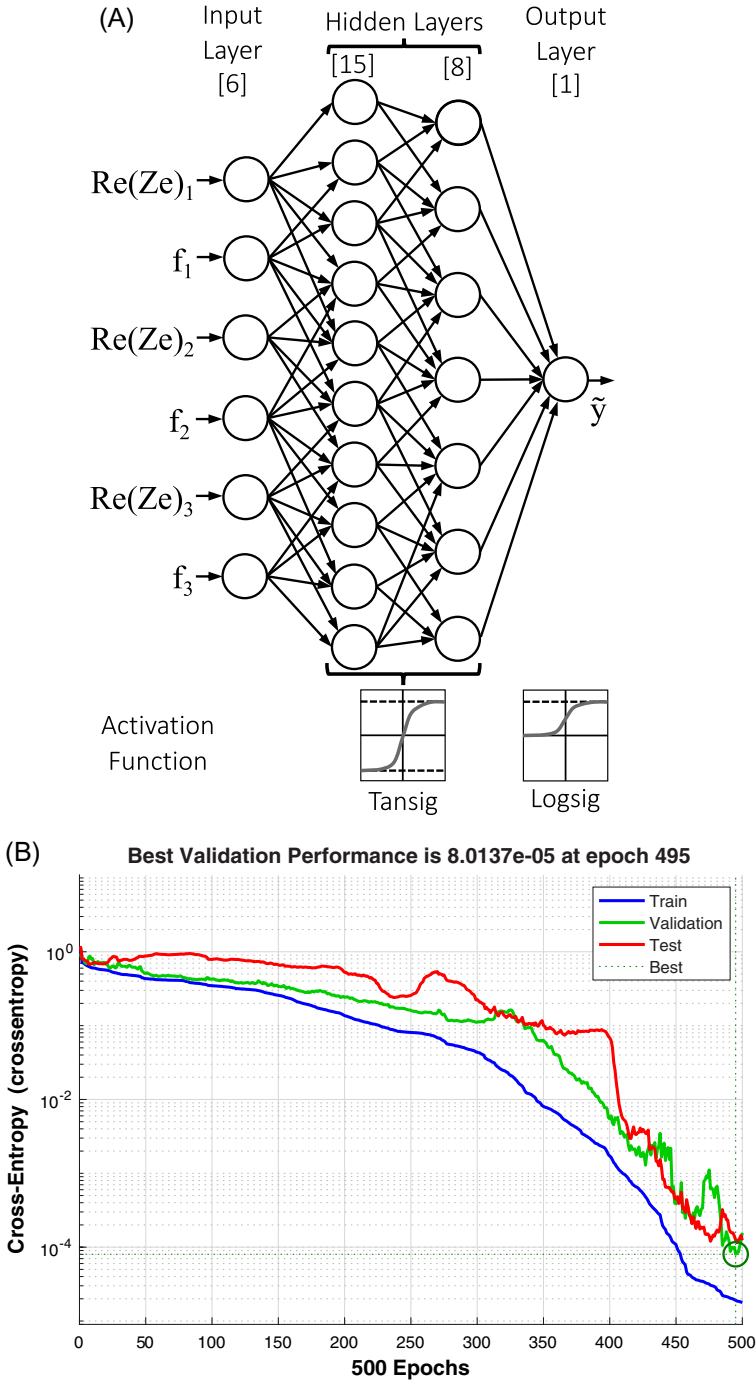 (A)
Input Layer [6]
Hidden Layers
[15]
[8]
Output Layer [1]
Re(Ze)1
f1
Re(Ze)2
f2
Re(Ze)3
f3
ỹ
Activation
Function
Tansig
Logsig
(B)
Best Validation Performance is 8.0137e-05 at epoch 495
Train
Validation
Test
Best
Cross-Entropy (crossentropy)
10^0
10^-2
10^-4
0 50 100 150 200 250 300 350 400 450 500
500 Epochs